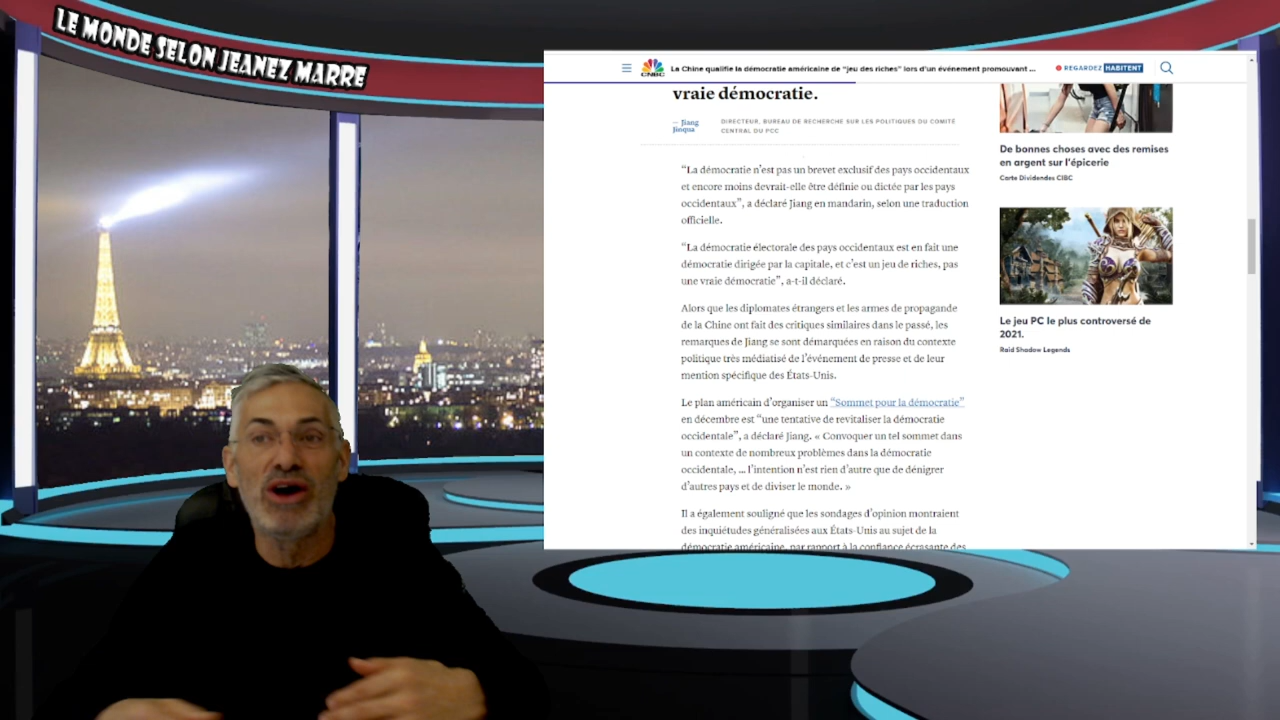 LE MONDE SELON JEANEZ MARRE
CNBC
La Chine qualifie la démocratie américaine de “jeu des riches” lors d’un événement promouvant ...
REGARDEZ HABITENT
vraie démocratie.
— Jiang
Jinqua
DIRECTEUR, BUREAU DE RECHERCHE SUR LES POLITIQUES DU COMITÉ
CENTRAL DU PCC
“La démocratie n’est pas un brevet exclusif des pays occidentaux
et encore moins devrait-elle être définie ou dictée par les pays
occidentaux”, a déclaré Jiang en mandarin, selon une traduction
officielle.
“La démocratie électorale des pays occidentaux est en fait une
démocratie dirigée par la capitale, et c’est un jeu de riches, pas
une vraie démocratie”, a-t-il déclaré.
Alors que les diplomates étrangers et les armes de propagande
de la Chine ont fait des critiques similaires dans le passé, les
remarques de Jiang se sont démarquées en raison du contexte
politique très médiatisé de l’événement de presse et de leur
mention spécifique des États-Unis.
Le plan américain d’organiser un “Sommet pour la démocratie”
en décembre est “une tentative de revitaliser la démocratie
occidentale”, a déclaré Jiang. « Convoquer un tel sommet dans
un contexte de nombreux problèmes dans la démocratie
occidentale, ... l’intention n’est rien d’autre que de dénigrer
d’autres pays et de diviser le monde. »
Il a également souligné que les sondages d’opinion montraient
des inquiétudes généralisées aux États-Unis au sujet de la
démocratie américaine, par rapport à la confiance écrasante des
De bonnes choses avec des remises
en argent sur l’épicerie
Carte Dividendes CIBC
Le jeu PC le plus controversé de
2021.
Raid Shadow Legends